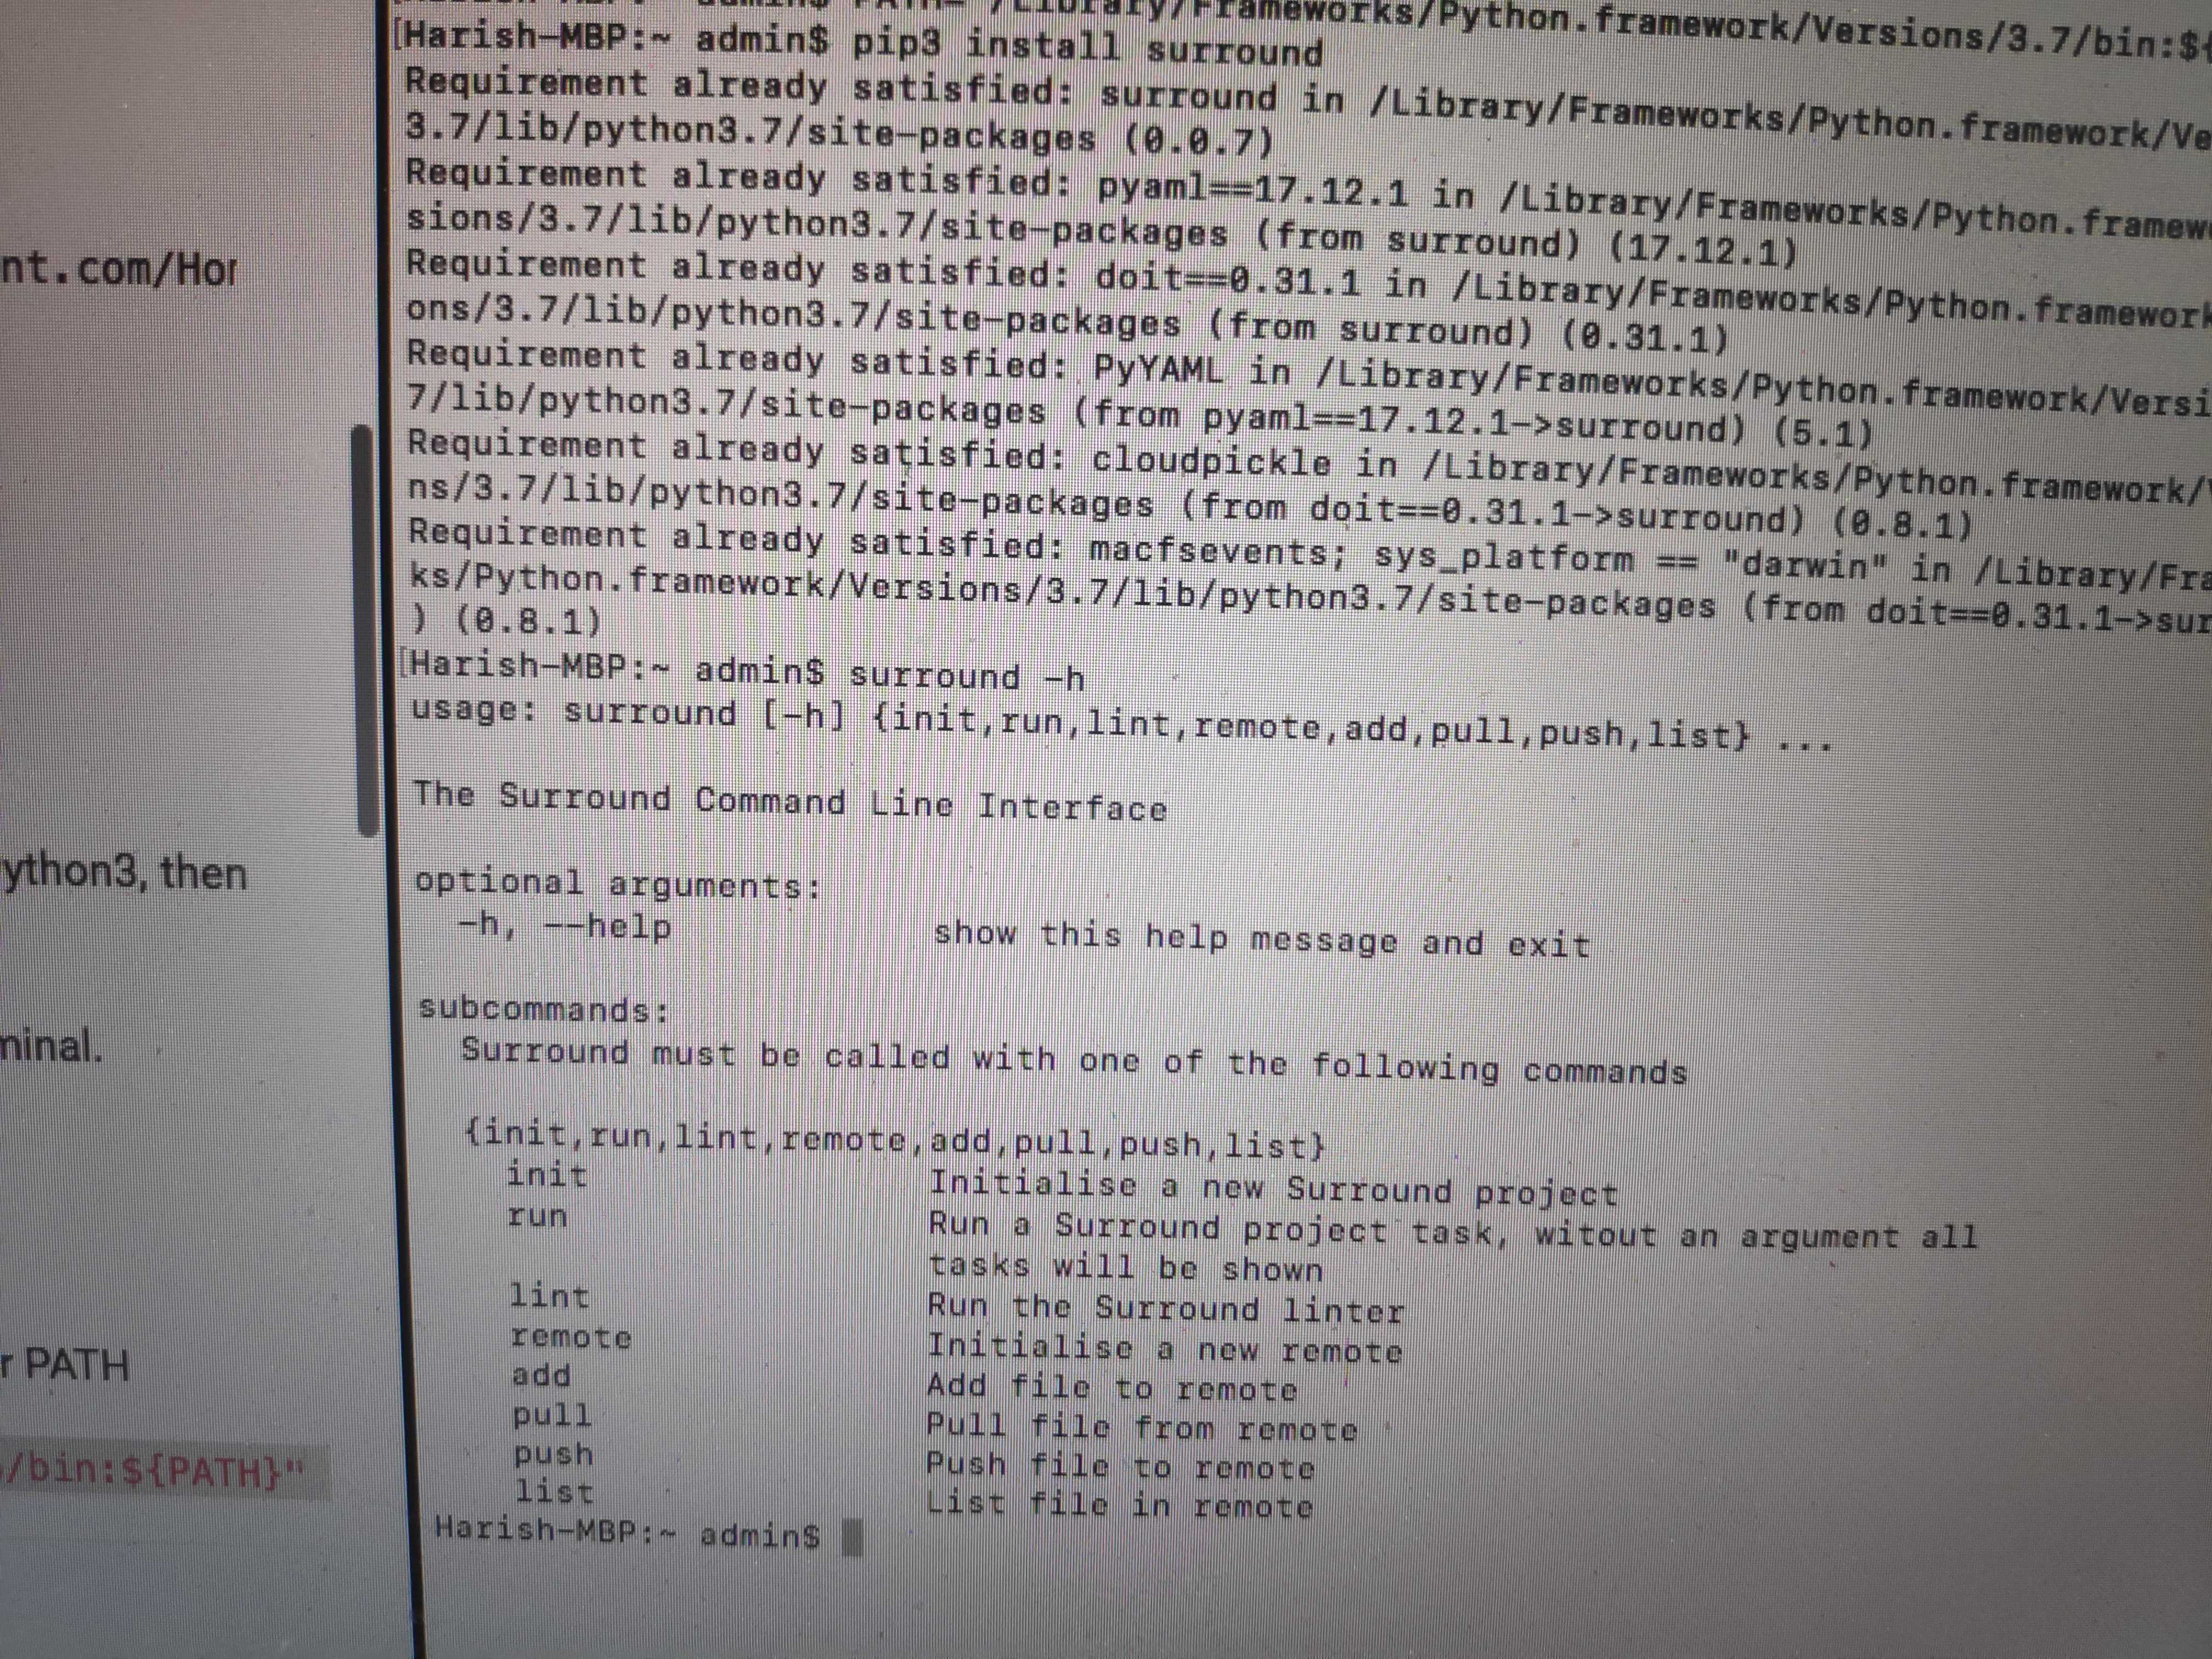 /Library/Frameworks/Python.framework/Versions/3.7/bin:${
[Harish-MBP:~ admin$ pip3 install surround
Requirement already satisfied: surround in /Library/Frameworks/Python.framework/Ve
3.7/lib/python3.7/site-packages (0.0.7)
Requirement already satisfied: pyaml==17.12.1 in /Library/Frameworks/Python.framew
sions/3.7/lib/python3.7/site-packages (from surround) (17.12.1)
Requirement already satisfied: doit==0.31.1 in /Library/Frameworks/Python.framework
ons/3.7/lib/python3.7/site-packages (from surround) (0.31.1)
Requirement already satisfied: PyYAML in /Library/Frameworks/Python.framework/Versi
7/lib/python3.7/site-packages (from pyaml==17.12.1->surround) (5.1)
Requirement already satisfied: cloudpickle in /Library/Frameworks/Python.framework/
ns/3.7/lib/python3.7/site-packages (from doit==0.31.1->surround) (0.8.1)
Requirement already satisfied: macfsevents; sys_platform == "darwin" in /Library/Fra
ks/Python.framework/Versions/3.7/lib/python3.7/site-packages (from doit==0.31.1->sur
) (0.8.1)
[Harish-MBP:~ admin$ surround -h
usage: surround [-h] {init,run,lint,remote,add,pull,push,list} ...
The Surround Command Line Interface
optional arguments:
-h, --help show this help message and exit
subcommands:
Surround must be called with one of the following commands
{init,run,lint,remote,add,pull,push,list}
init Initialise a new Surround project
run Run a Surround project task, witout an argument all
tasks will be shown
lint Run the Surround linter
remote Initialise a new remote
add Add file to remote
pull Pull file from remote
push Push file to remote
list List file in remote
Harish-MBP:~ admin$
nt.com/Hor
ython3, then
minal.
r PATH
/bin:${PATH}"